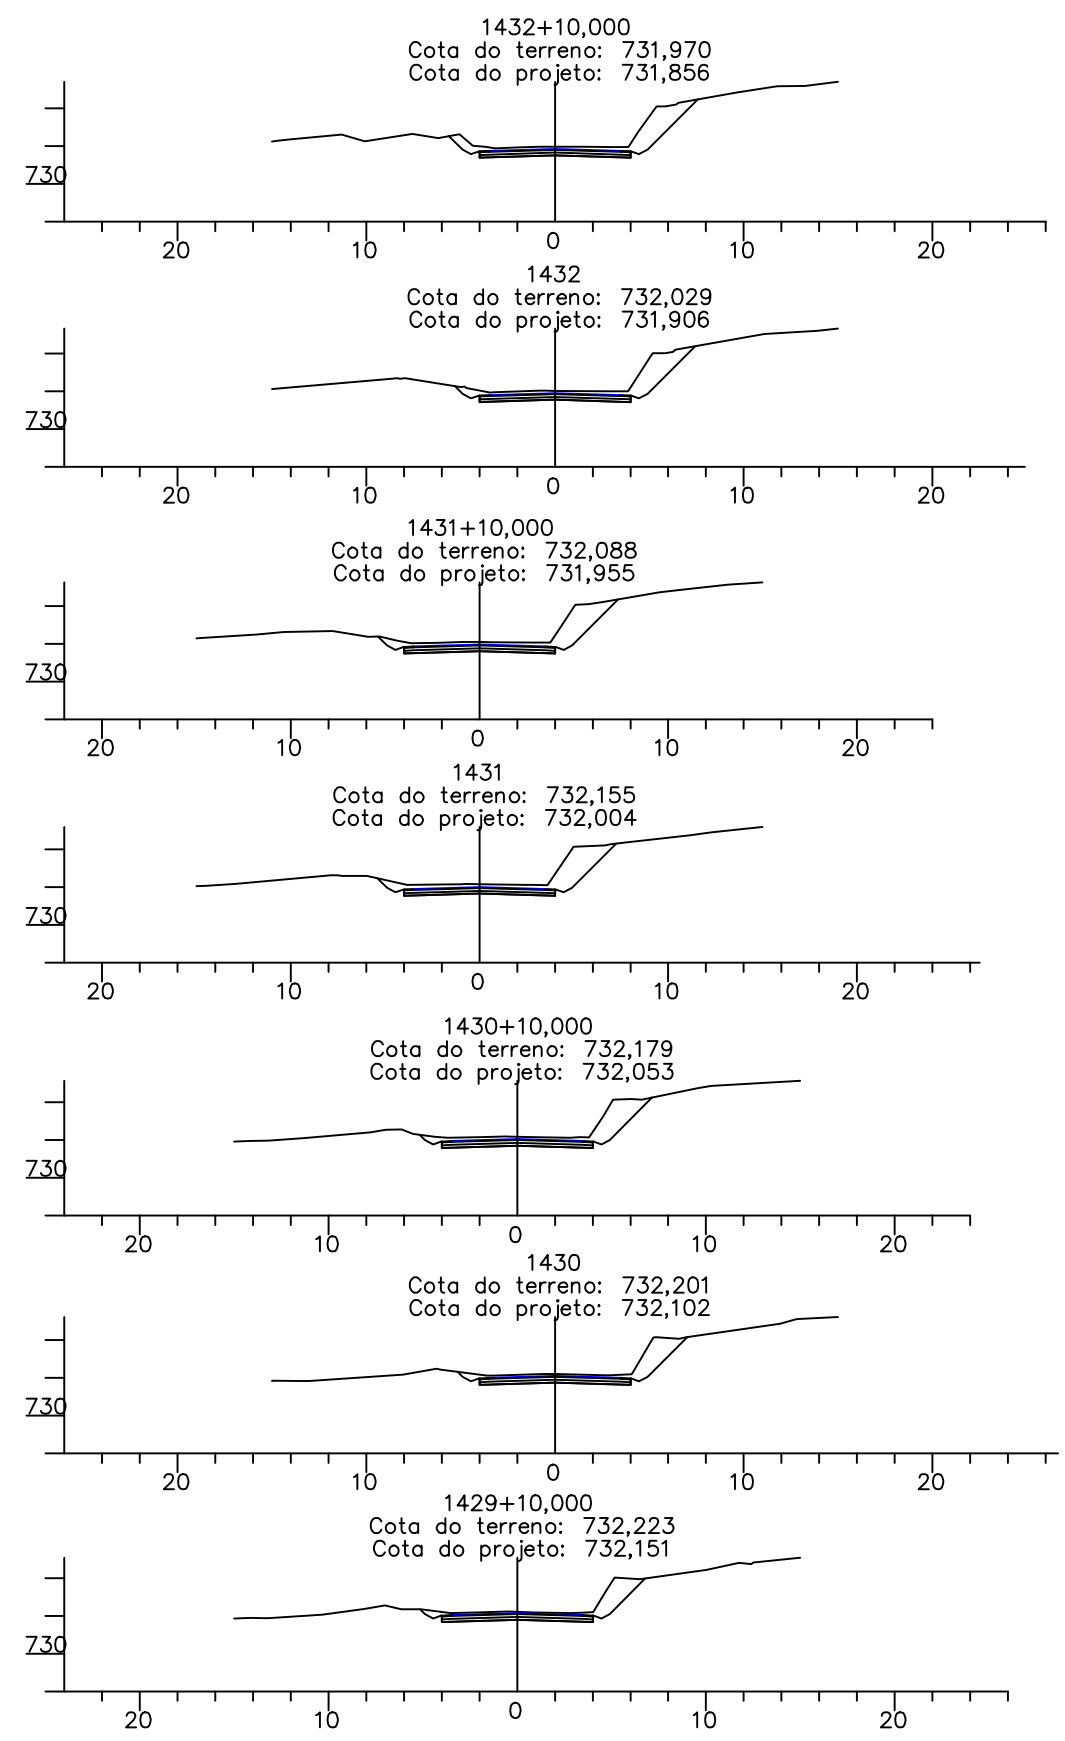 1432+10,000
Cota do terreno: 731,970
Cota do projeto: 731,856
730
20 10 0 10 20
1432
Cota do terreno: 732,029
Cota do projeto: 731,906
730
20 10 0 10 20
1431+10,000
Cota do terreno: 732,088
Cota do projeto: 731,955
730
20 10 0 10 20
1431
Cota do terreno: 732,155
Cota do projeto: 732,004
730
20 10 0 10 20
1430+10,000
Cota do terreno: 732,179
Cota do projeto: 732,053
730
20 10 0 10 20
1430
Cota do terreno: 732,201
Cota do projeto: 732,102
730
20 10 0 10 20
1429+10,000
Cota do terreno: 732,223
Cota do projeto: 732,151
730
20 10 0 10 20